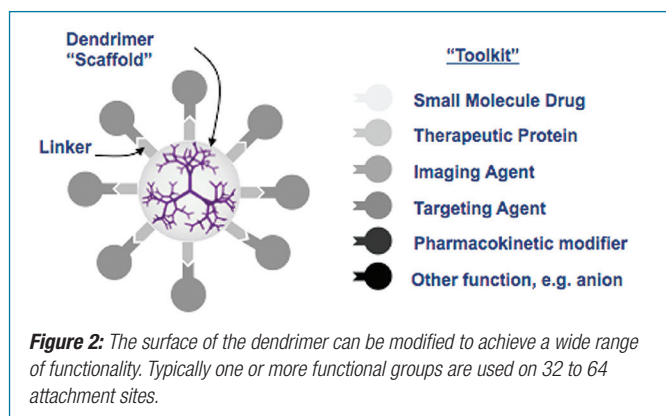 Dendrimer
“Scaffold”
Linker
“Toolkit”
Small Molecule Drug
Therapeutic Protein
Imaging Agent
Targeting Agent
Pharmacokinetic modifier
Other function, e.g. anion
Figure 2: The surface of the dendrimer can be modified to achieve a wide range
of functionality. Typically one or more functional groups are used on 32 to 64
attachment sites.